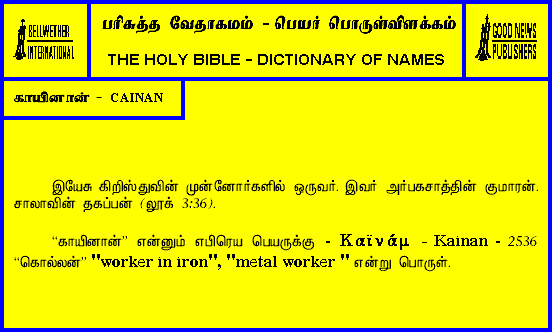 BELLWETHER
INTERNATIONAL
பரிசுத்த வேதாகமம் - பெயர் பொருள்விளக்கம்
THE HOLY BIBLE - DICTIONARY OF NAMES
GOOD NEWS
PUBLISHERS
காயினான் - CAINAN
இயேசு கிறிஸ்துவின் முன்னோர்களில் ஒருவர். இவர் அர்பகசாத்தின் குமாரன்.
சாலாவின் தகப்பன் (லூக் 3:36).
“காயினான்” என்னும் எபிரெய பெயருக்கு - Καϊνάμ - Kainan - 2536
“கொல்லன்” "worker in iron", "metal worker " என்று பொருள்.